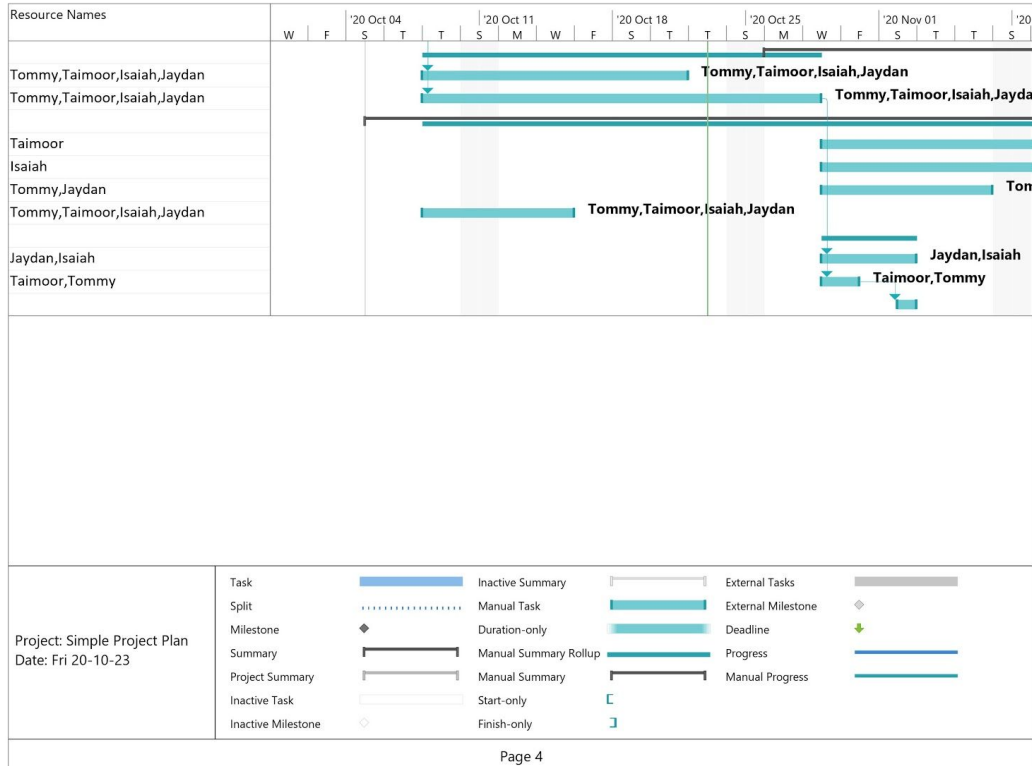 Resource Names
'20 Oct 04 '20 Oct 11 '20 Oct 18 '20 Oct 25 '20 Nov 01 '20
W F S T T S M W F S T T S M W F S T T S
Tommy,Taimoor,Isaiah,Jaydan Tommy,Taimoor,Isaiah,Jaydan
Tommy,Taimoor,Isaiah,Jaydan Tommy,Taimoor,Isaiah,Jayda
Taimoor
Isaiah
Tommy,Jaydan Tom
Tommy,Taimoor,Isaiah,Jaydan Tommy,Taimoor,Isaiah,Jaydan
Jaydan,Isaiah Jaydan,Isaiah
Taimoor,Tommy Taimoor,Tommy
Project: Simple Project Plan
Date: Fri 20-10-23
Task Inactive Summary External Tasks
Split Manual Task External Milestone
Milestone Duration-only Deadline
Summary Manual Summary Rollup Progress
Project Summary Manual Summary Manual Progress
Inactive Task Start-only
Inactive Milestone Finish-only
Page 4